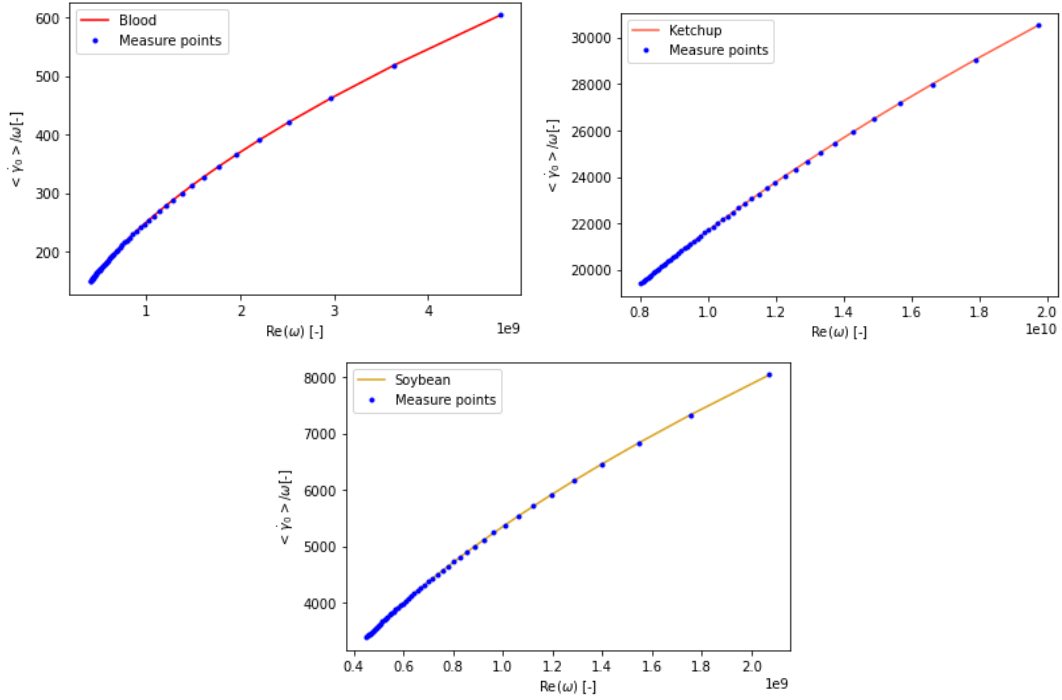 Blood
Measure points
600
500
400
300
200
< γ̇₀ > /ω[-]
1
2
3
4
1e9
Re(ω) [-]
Ketchup
Measure points
30000
28000
26000
24000
22000
20000
< γ̇₀ > /ω[-]
0.8
1.0
1.2
1.4
1.6
1.8
2.0
1e10
Re(ω) [-]
Soybean
Measure points
8000
7000
6000
5000
4000
< γ̇₀ > /ω[-]
0.4
0.6
0.8
1.0
1.2
1.4
1.6
1.8
2.0
1e9
Re(ω) [-]